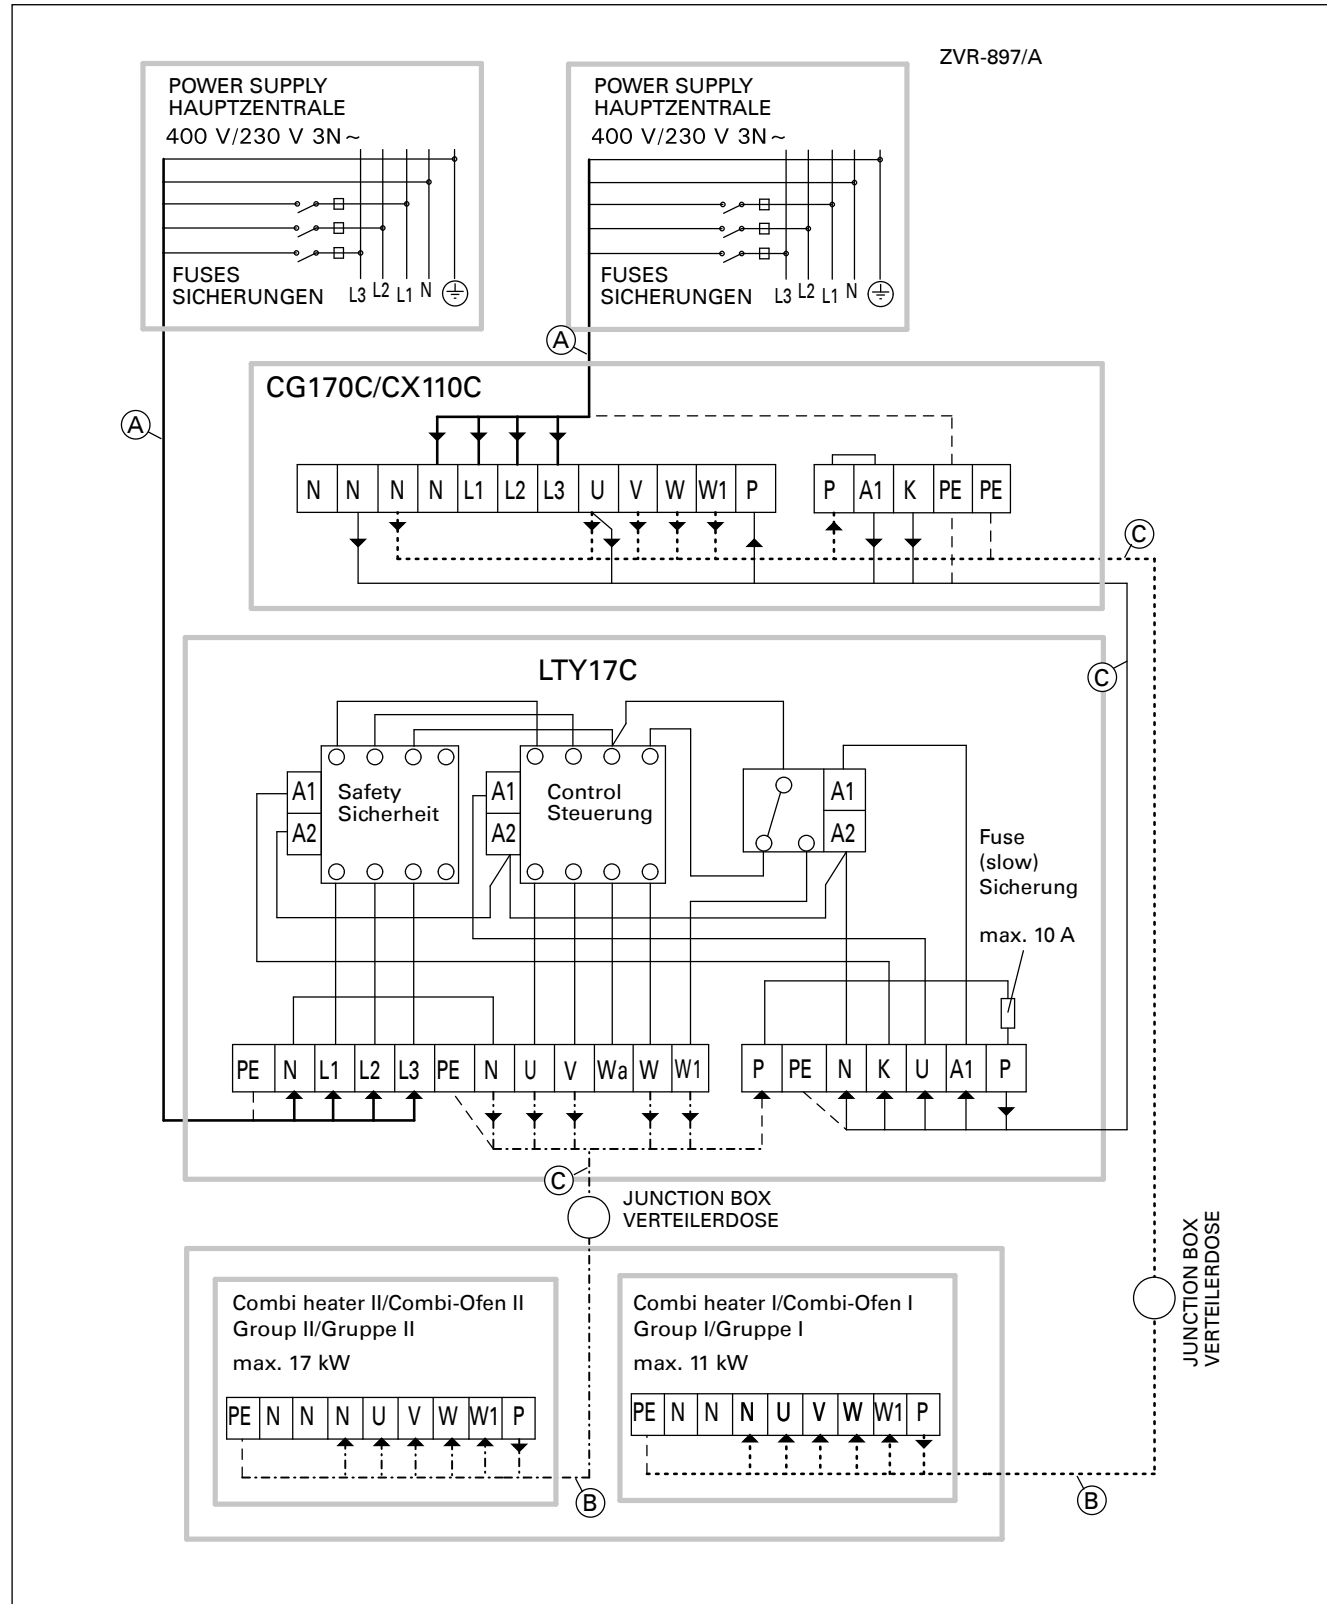 ZVR-897/A
POWER SUPPLY
HAUPTZENTRALE
400 V/230 V 3N~
FUSES
SICHERUNGEN
L3 L2 L1 N
POWER SUPPLY
HAUPTZENTRALE
400 V/230 V 3N~
FUSES
SICHERUNGEN
L3 L2 L1 N
A
A
CG170C/CX110C
N N N N L1 L2 L3 U V W W1 P
P A1 K PE PE
C
LTY17C
C
A1
A2
Safety
Sicherheit
A1
A2
Control
Steuerung
A1
A2
Fuse
(slow)
Sicherung
max. 10 A
PE N L1 L2 L3 PE N U V Wa W W1
P PE N K U A1 P
C
JUNCTION BOX
VERTEILERDOSE
JUNCTION BOX
VERTEILERDOSE
Combi heater II/Combi-Ofen II
Group II/Gruppe II
max. 17 kW
PE N N N U V W W1 P
B
Combi heater I/Combi-Ofen I
Group I/Gruppe I
max. 11 kW
PE N N N U V W W1 P
B